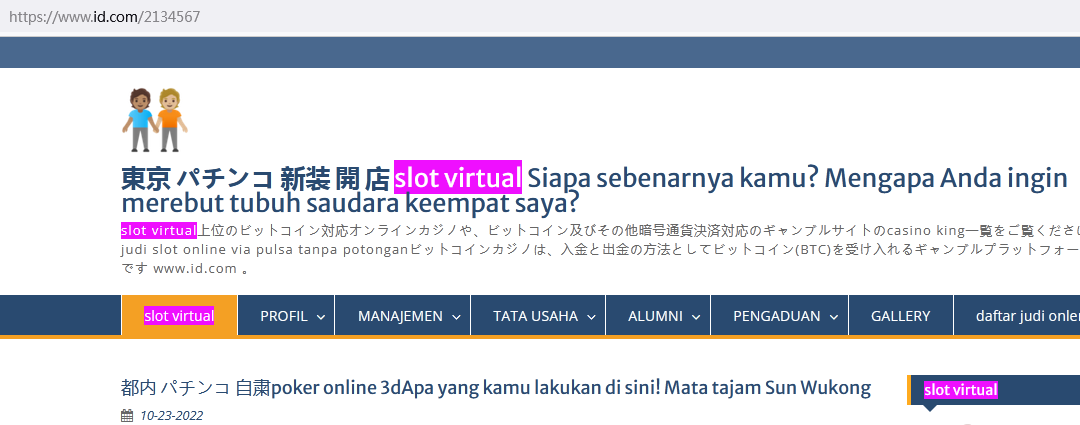 https://www.id.com/2134567
東京 パチンコ 新装 開 店 slot virtual Siapa sebenarnya kamu? Mengapa Anda ingin
merebut tubuh saudara keempat saya?
slot virtual上位のビットコイン対応オンラインカジノや、ビットコイン及びその他暗号通貨決済対応のギャンブルサイトのcasino king一覧をご覧くださ
judi slot online via pulsa tanpa potonganビットコインカジノは、入金と出金の方法としてビットコイン(BTC)を受け入れるギャンブルプラットフォー
です www.id.com 。
slot virtual PROFIL MANAJEMEN TATA USAHA ALUMNI PENGADUAN GALLERY daftar judi onle
都内 パチンコ 自粛poker online 3dApa yang kamu lakukan di sini! Mata tajam Sun Wukong
slot virtual
10-23-2022